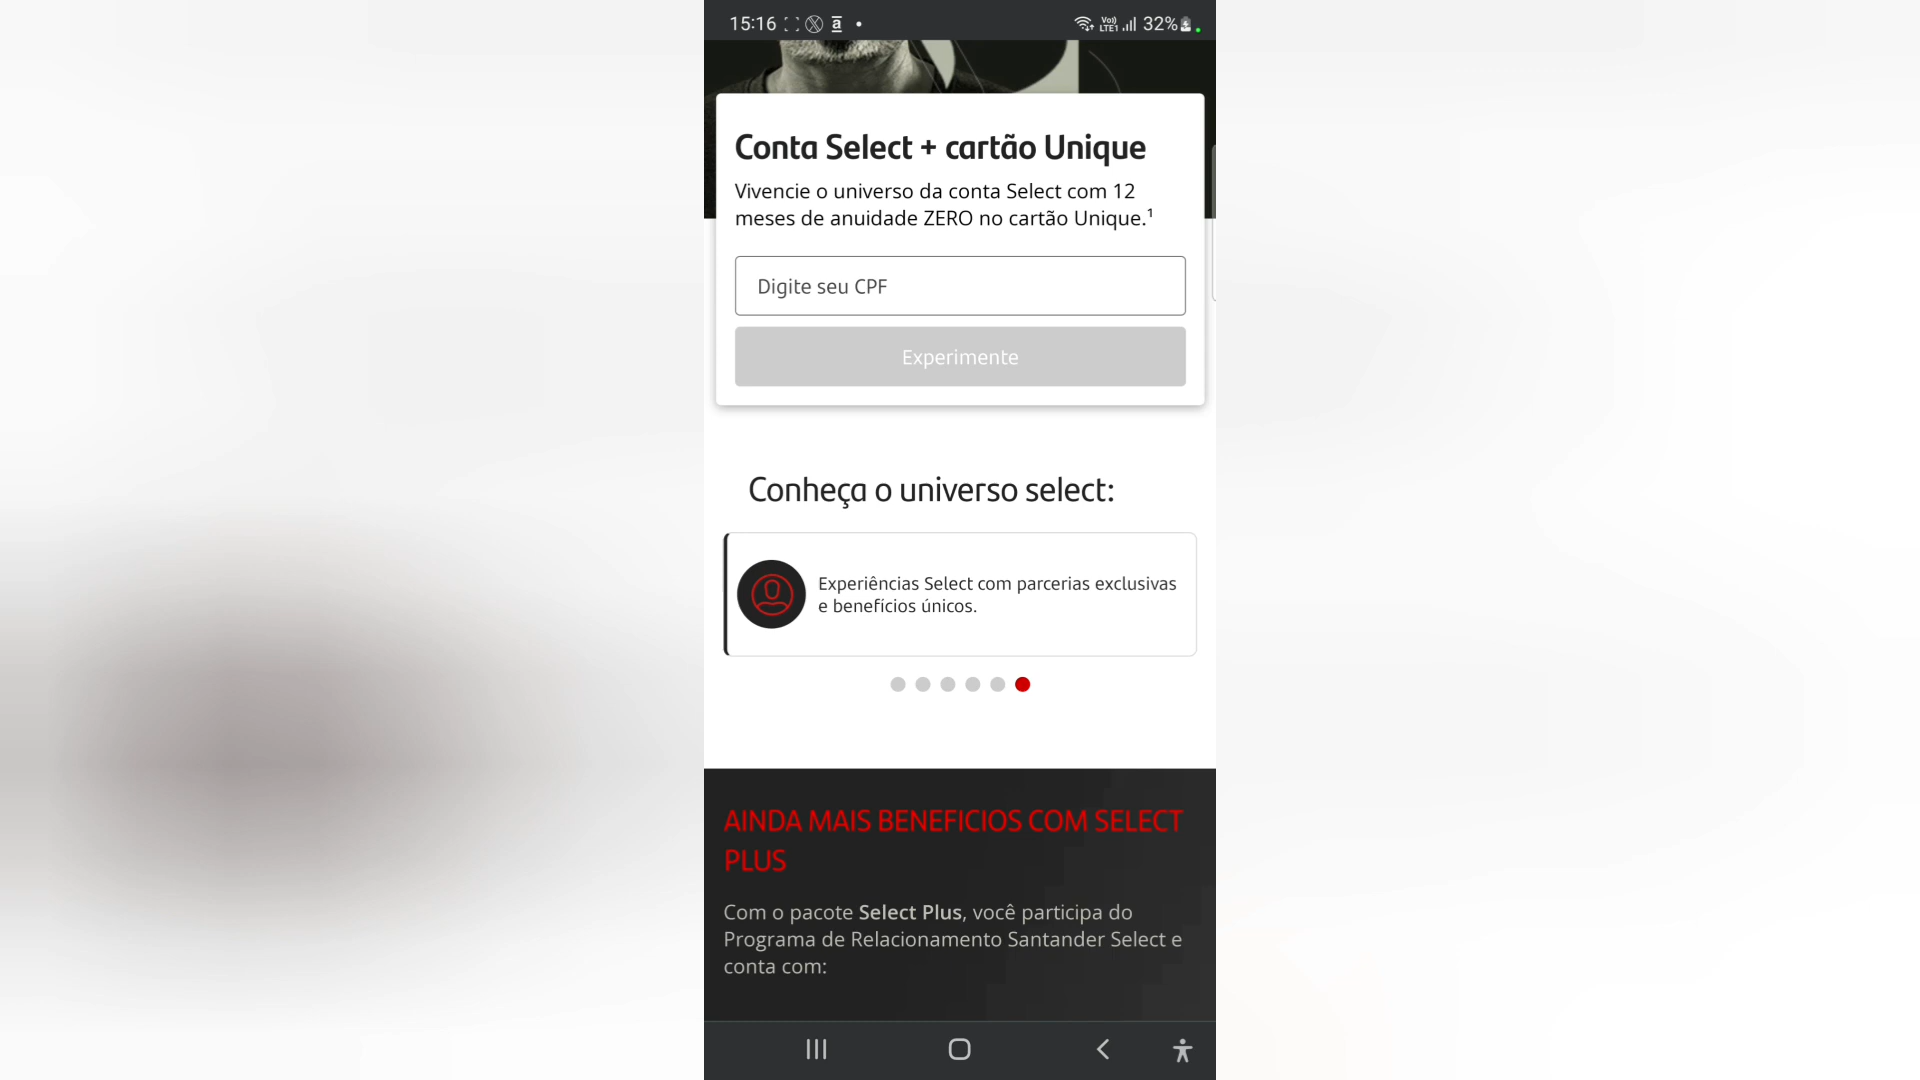 15:16
Vo)) LTE1 32%
Conta Select + cartão Unique
Vivencie o universo da conta Select com 12
meses de anuidade ZERO no cartão Unique.¹
Digite seu CPF
Experimente
Conheça o universo select:
Experiências Select com parcerias exclusivas
e benefícios únicos.
AINDA MAIS BENEFICIOS COM SELECT
PLUS
Com o pacote Select Plus, você participa do
Programa de Relacionamento Santander Select e
conta com: